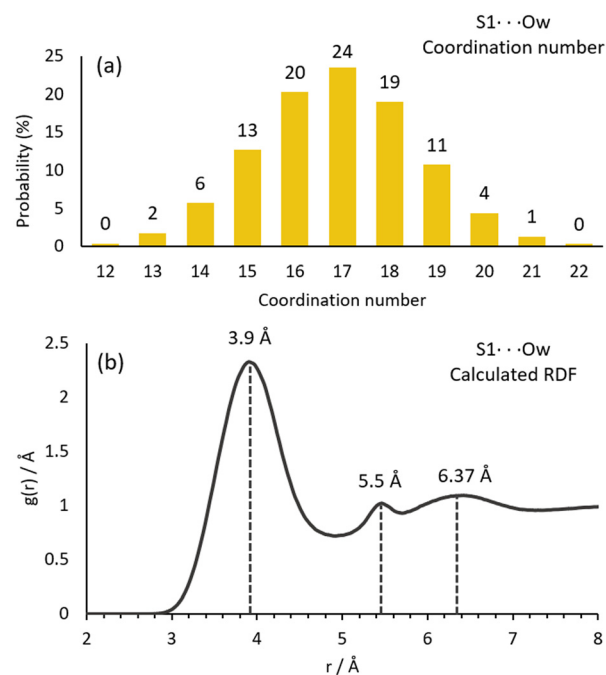 S1· · ·Ow
Coordination number
(a)
Probability (%)
25
20
15
10
5
0
0
2
6
13
20
24
19
11
4
1
0
12 13 14 15 16 17 18 19 20 21 22
Coordination number
S1· · ·Ow
Calculated RDF
(b)
g(r) / Å
2.5
2
1.5
1
0.5
0
3.9 Å
5.5 Å
6.37 Å
2 3 4 5 6 7 8
r / Å